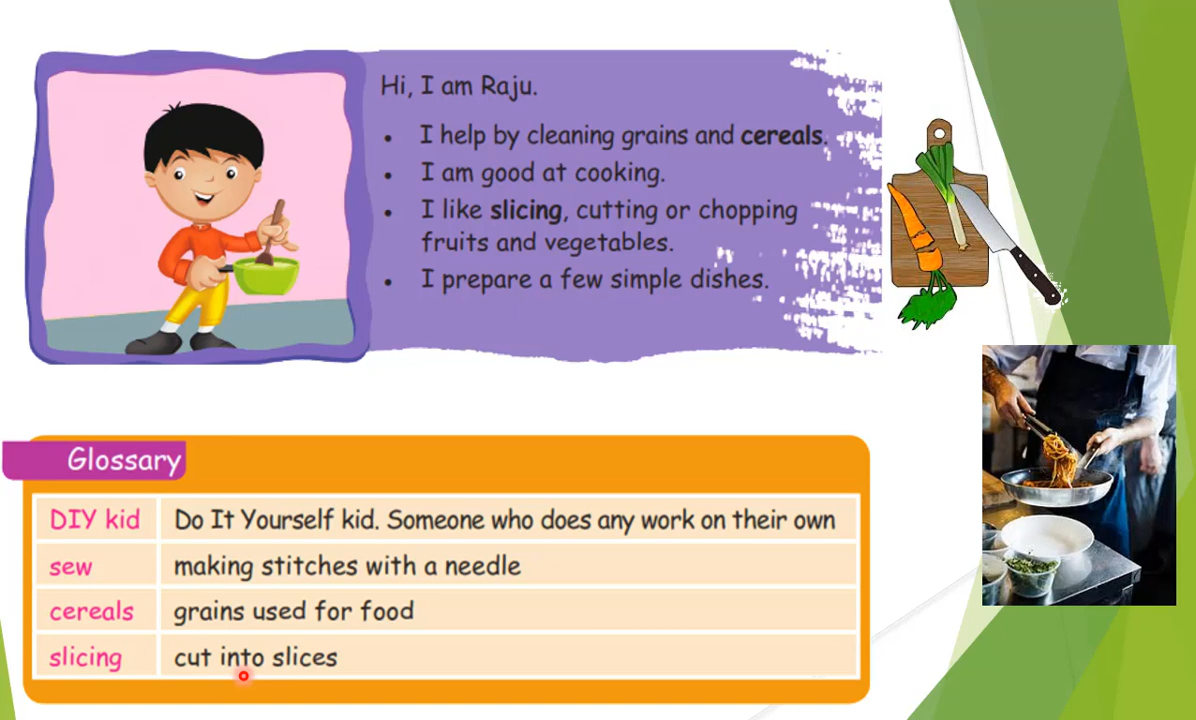 Hi, I am Raju.
• I help by cleaning grains and cereals.
• I am good at cooking.
• I like slicing, cutting or chopping
fruits and vegetables.
• I prepare a few simple dishes.
Glossary
DIY kid Do It Yourself kid. Someone who does any work on their own
sew making stitches with a needle
cereals grains used for food
slicing cut into slices